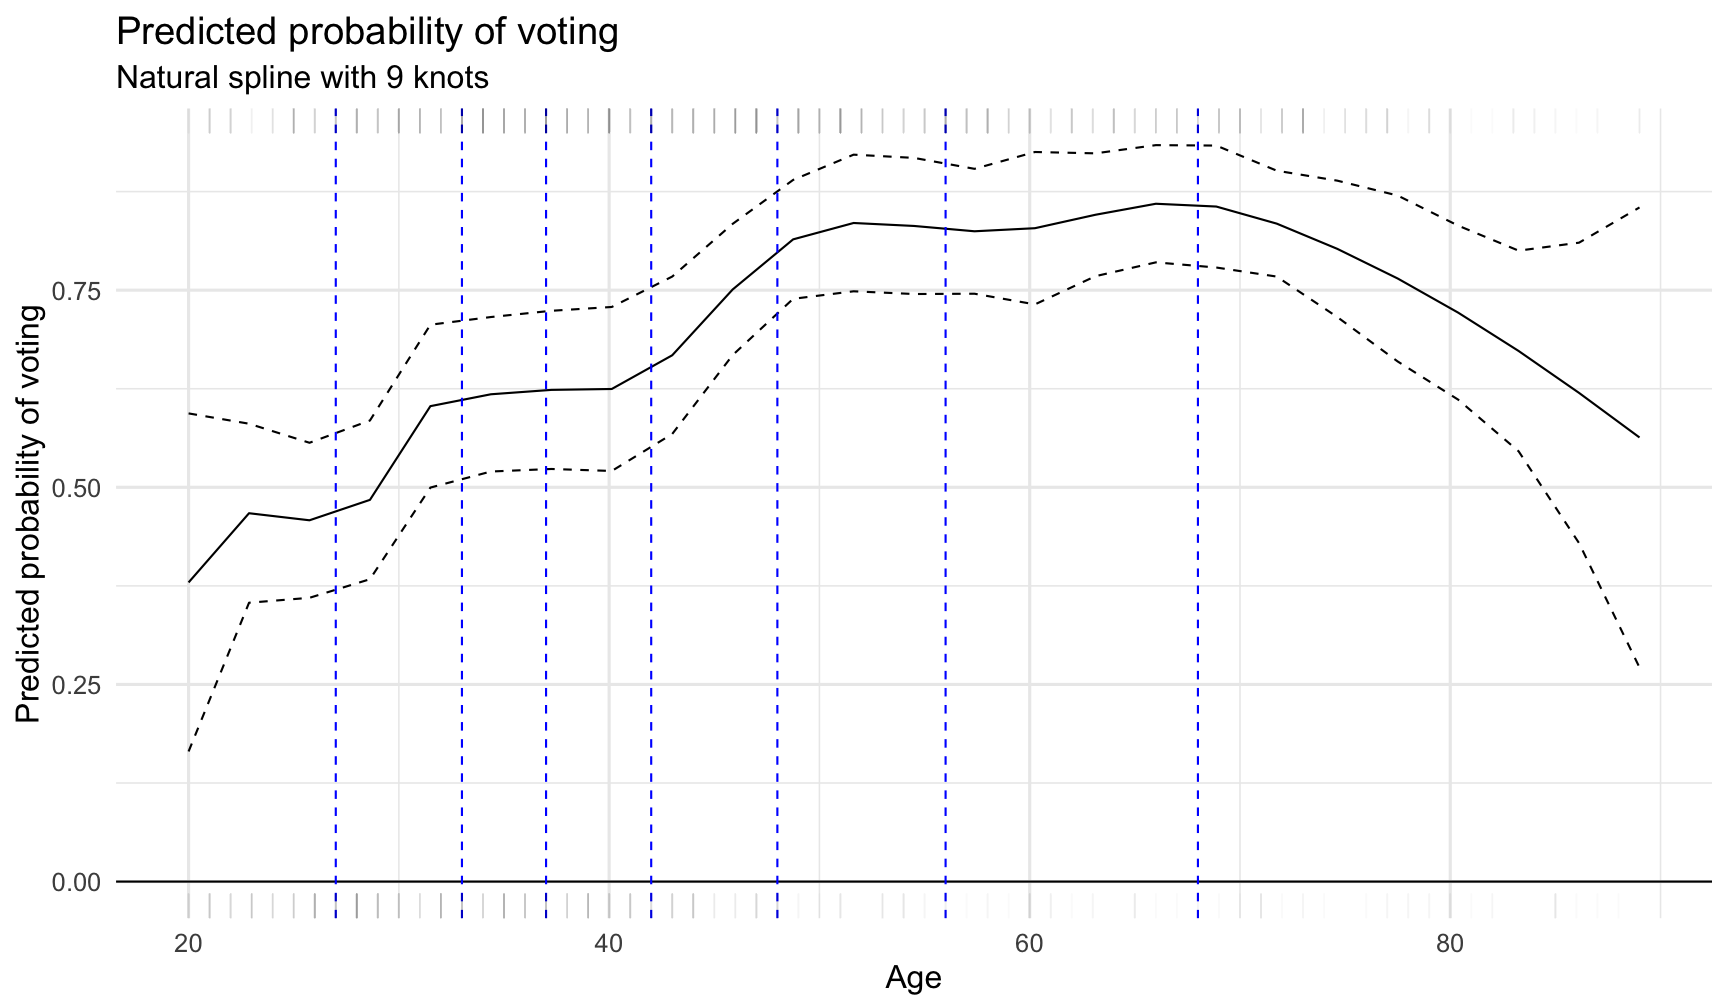 Predicted probability of voting
Natural spline with 9 knots
Predicted probability of voting
0.75
0.50
0.25
0.00
20 40 60 80
Age